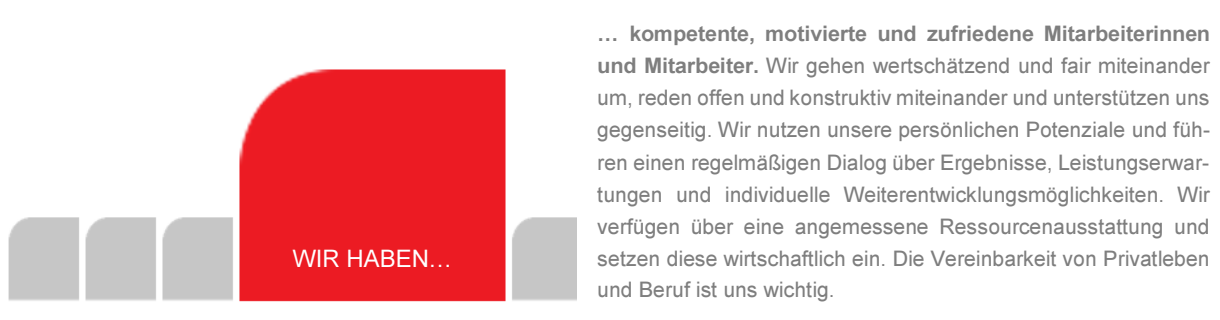 WIR HABEN…
… kompetente, motivierte und zufriedene Mitarbeiterinnen
und Mitarbeiter. Wir gehen wertschätzend und fair miteinander
um, reden offen und konstruktiv miteinander und unterstützen uns
gegenseitig. Wir nutzen unsere persönlichen Potenziale und füh-
ren einen regelmäßigen Dialog über Ergebnisse, Leistungserwar-
tungen und individuelle Weiterentwicklungsmöglichkeiten. Wir
verfügen über eine angemessene Ressourcenausstattung und
setzen diese wirtschaftlich ein. Die Vereinbarkeit von Privatleben
und Beruf ist uns wichtig.